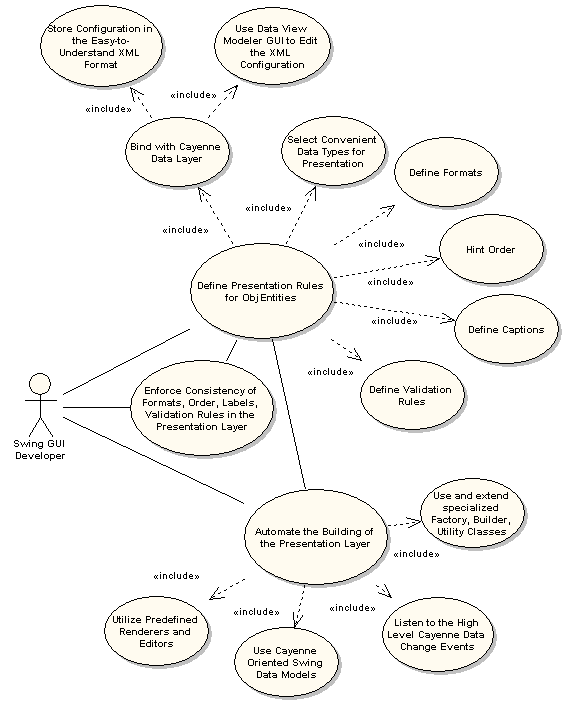 Store Configuration in
the Easy-to-
Understand XML
Format
Use Data View
Modeler GUI to Edit
the XML
Configuration
«include»
«include»
Bind with Cayenne
Data Layer
Select Convenient
Data Types for
Presentation
Define Formats
«include»
«include»
«include»
Hint Order
«include»
Define Presentation Rules
for ObjEntities
«include»
Define Captions
«include»
Define Validation
Rules
Enforce Consistency of
Formats, Order, Labels,
Validation Rules in the
Presentation Layer
Swing GUI
Developer
Use and extend
specialized
Factory, Builder,
Utility Classes
Automate the Building of
the Presentation Layer
«include»
«include»
«include»
«include»
Utilize Predefined
Renderers and
Editors
Use Cayenne
Oriented Swing
Data Models
Listen to the High
Level Cayenne Data
Change Events